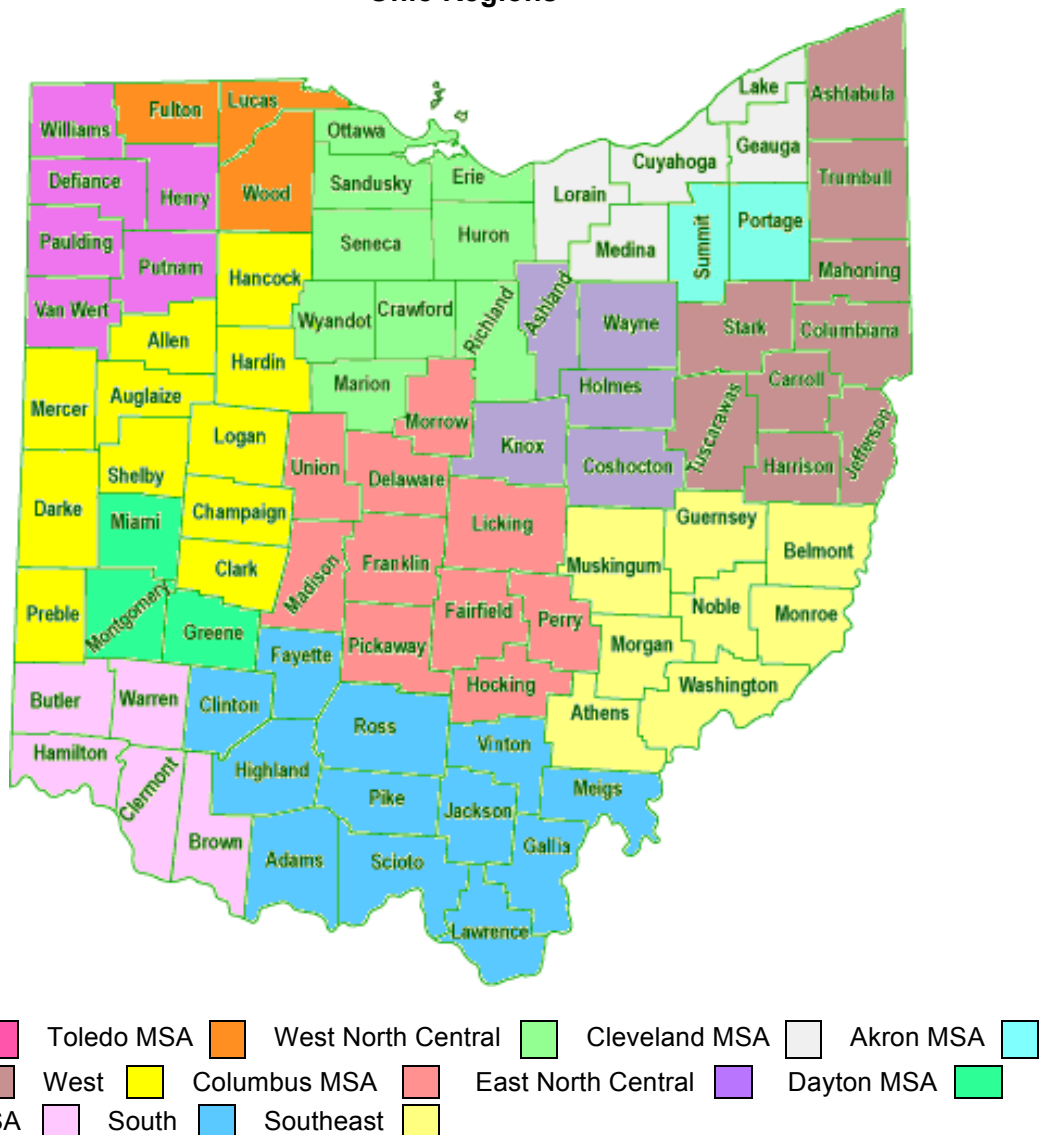 Ohio Regions
Lake
Ashtabula
Fulton
Lucas
Williams
Ottawa
Geauga
Cuyahoga
Defiance
Sandusky
Erie
Trumbull
Henry
Wood
Lorain
Portage
Paulding
Seneca
Huron
Medina
Summit
Putnam
Hancock
Mahoning
Van Wert
Wyandot
Crawford
Richland
Ashland
Wayne
Stark
Columbiana
Allen
Hardin
Marion
Holmes
Carroll
Mercer
Auglaize
Morrow
Tuscarawas
Jefferson
Logan
Knox
Union
Coshocton
Harrison
Shelby
Delaware
Darke
Miami
Champaign
Licking
Guernsey
Belmont
Clark
Madison
Franklin
Muskingum
Preble
Montgomery
Greene
Fairfield
Perry
Noble
Monroe
Fayette
Pickaway
Morgan
Butler
Warren
Clinton
Hocking
Washington
Ross
Athens
Hamilton
Vinton
Clermont
Highland
Pike
Jackson
Meigs
Brown
Adams
Scioto
Gallia
Lawrence
Toledo MSA West North Central Cleveland MSA Akron MSA
West Columbus MSA East North Central Dayton MSA
SA South Southeast